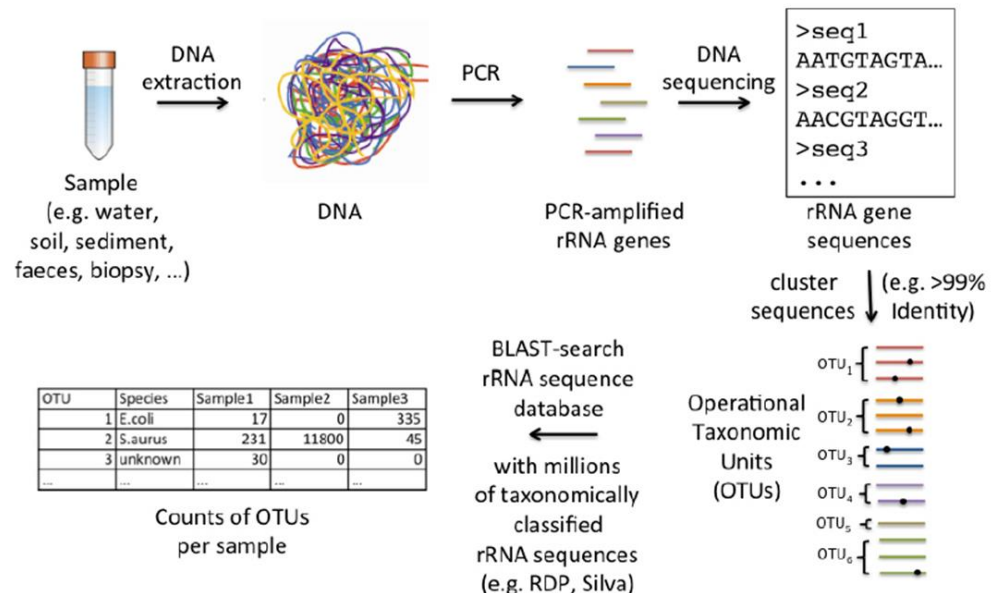 DNA
extraction
PCR
DNA
sequencing
>seq1
AATGTAGTA...
>seq2
AACGTAGGT...
>seq3
...
Sample
(e.g. water,
soil, sediment,
faeces, biopsy, ...)
DNA
PCR-amplified
rRNA genes
rRNA gene
sequences
cluster
sequences
(e.g. >99%
Identity)
OTU1
OTU2
OTU3
OTU4
OTU5
OTU6
Operational
Taxonomic
Units
(OTUs)
BLAST-search
rRNA sequence
database
with millions
of taxonomically
classified
rRNA sequences
(e.g. RDP, Silva)
OTU Species Sample1 Sample2 Sample3
1 E.coli 17 0 335
2 S.aurus 231 11800 45
3 unknown 30 0 0
... ... ... ... ...
Counts of OTUs
per sample